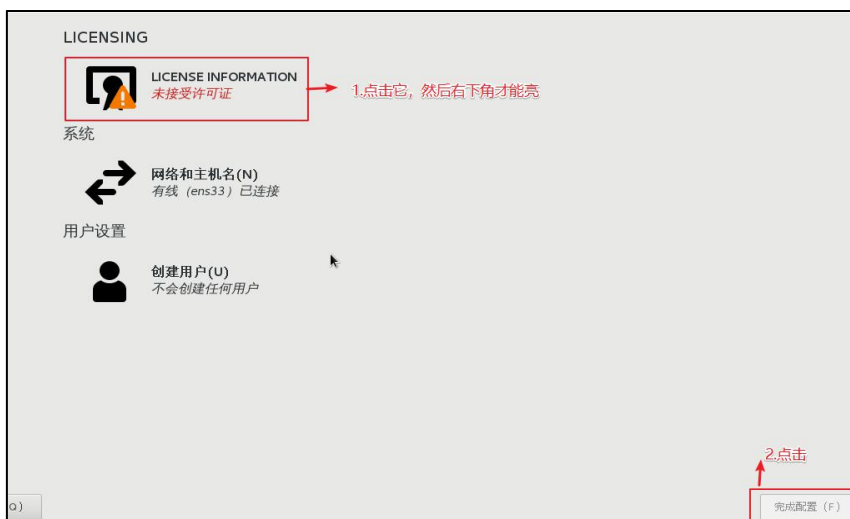 LICENSING
LICENSE INFORMATION
未接受许可证
1.点击它，然后右下角才能亮
系统
网络和主机名(N)
有线（ens33）已连接
用户设置
创建用户(U)
不会创建任何用户
2.点击
Q)
完成配置（F）